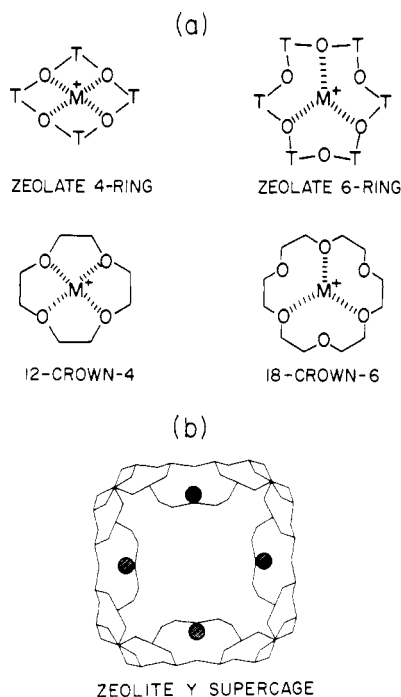 (a)
T
O O
T M+ T
O O
T
ZEOLATE 4-RING
T O T
O O
T M+ T
O O
T O T
ZEOLATE 6-RING
O O
M+
O O
12-CROWN-4
O
O O
M+
O O
O
18-CROWN-6
(b)
ZEOLITE Y SUPERCAGE